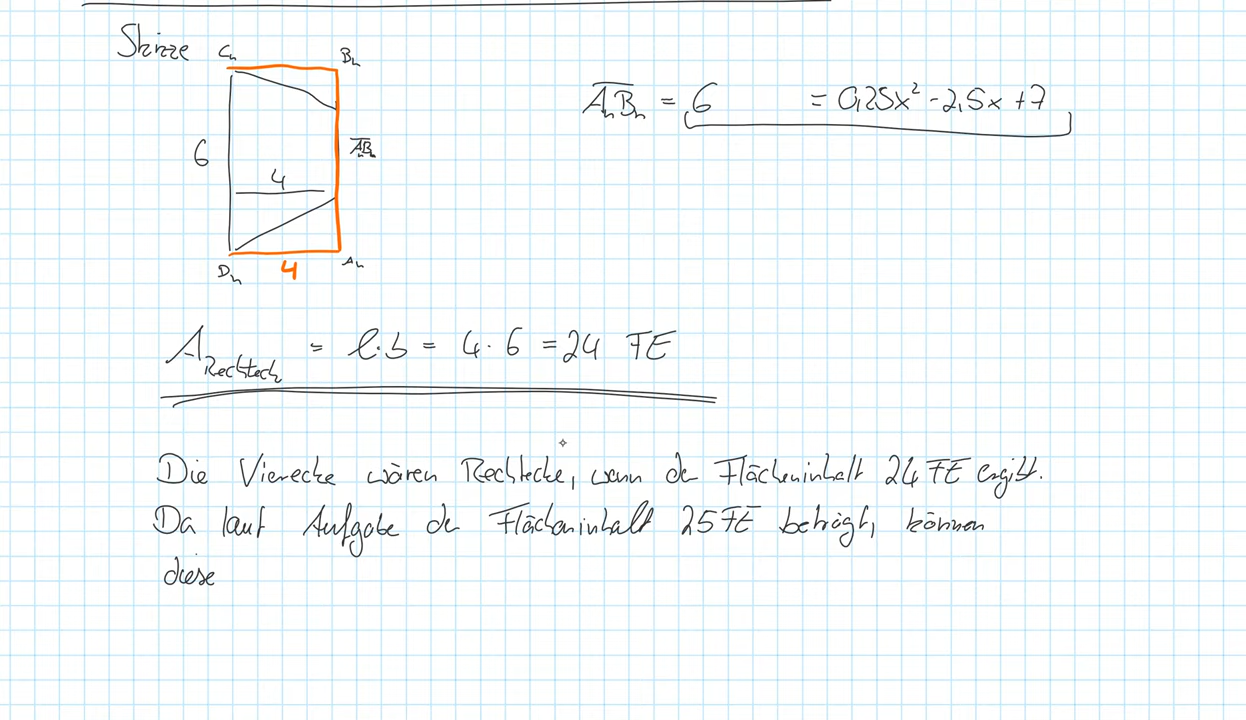 Skizze
Cₙ Bₙ
6
4
AₙBₙ
Dₙ 4 Aₙ
AₙBₙ = 6 = 0,25x² - 2,5x + 7
A_Rechteck = l · b = 4 · 6 = 24 FE
Die Vierecke wären Rechtecke, wenn der Flächeninhalt 24 FE ergibt.
Da laut Aufgabe der Flächeninhalt 25 FE beträgt, können
diese